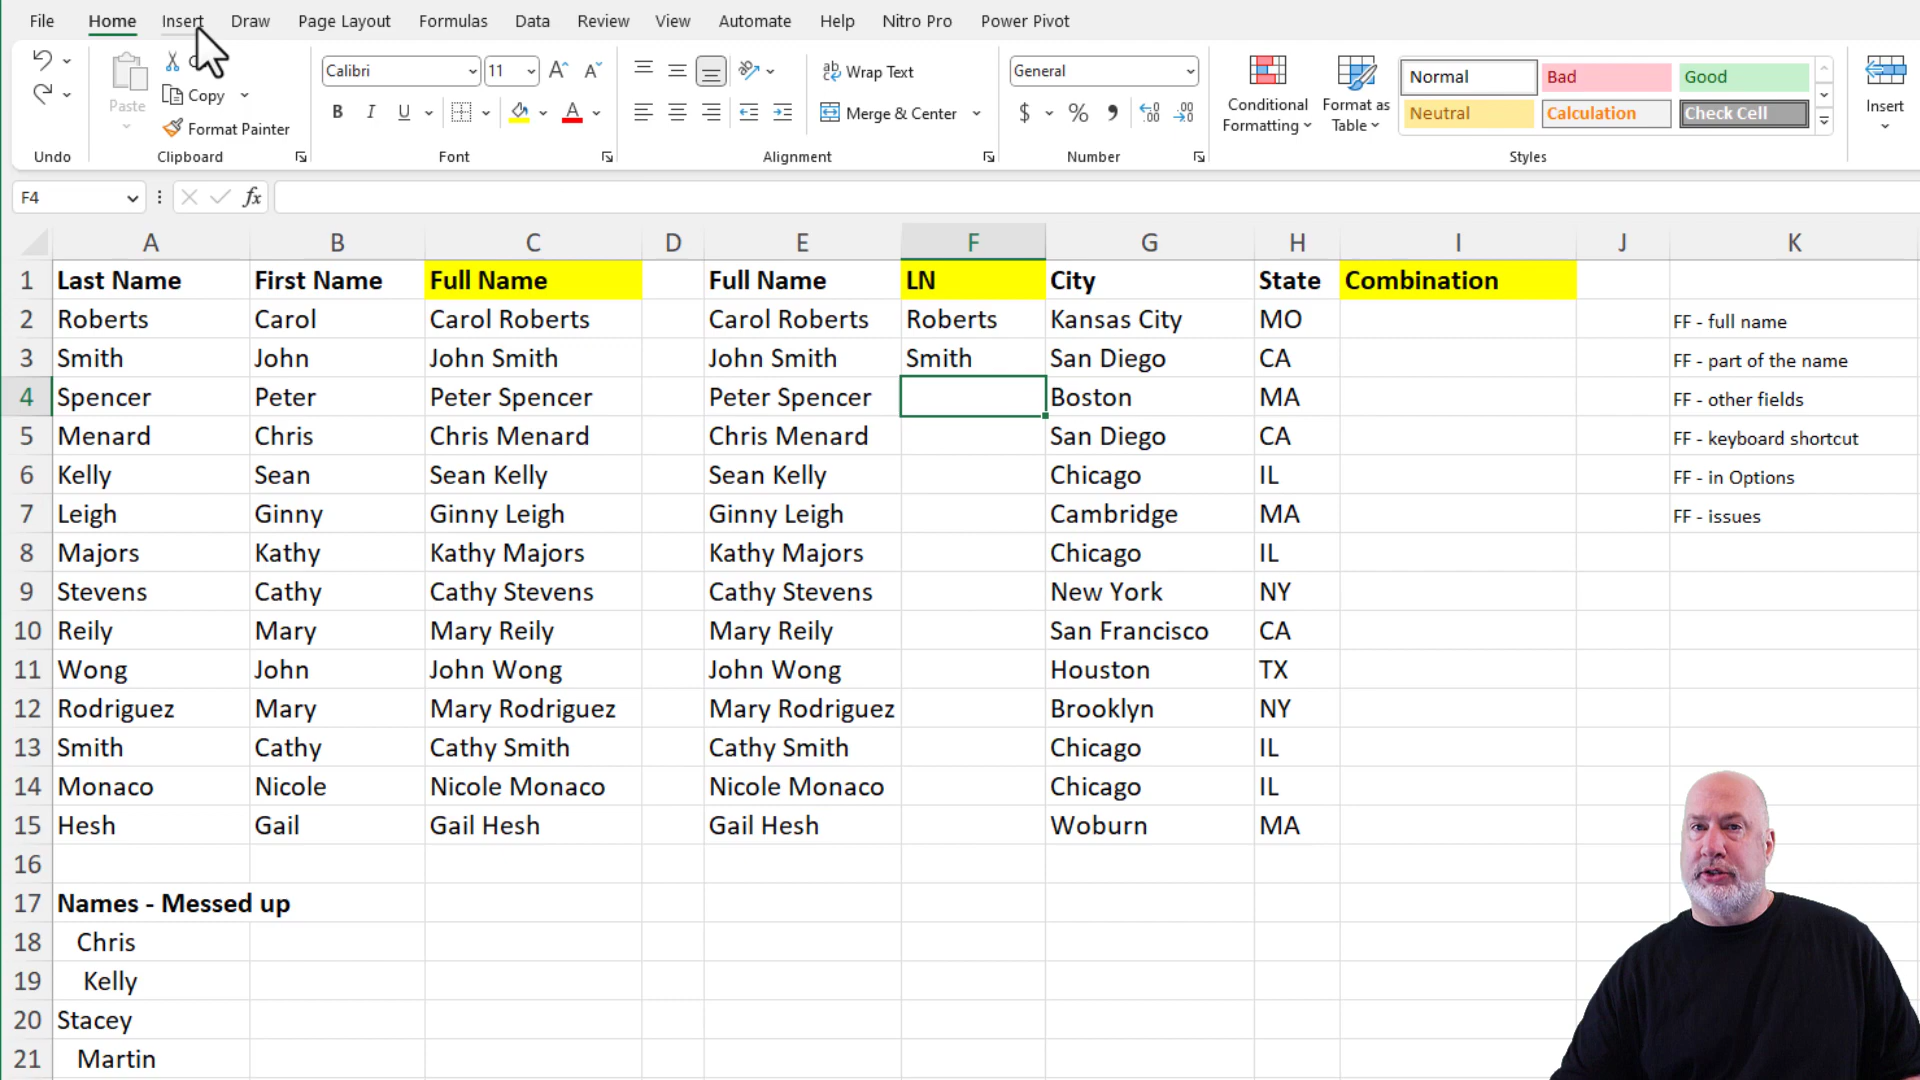 File Home Insert Draw Page Layout Formulas Data Review View Automate Help Nitro Pro Power Pivot
Calibri 11 ab Wrap Text General Normal Bad Good
Paste Copy B I U A Merge & Center $ % Conditional Formatting Format as Table Neutral Calculation Check Cell Insert
Format Painter
Undo Clipboard Font Alignment Number Styles
F4 fx
A B C D E F G H I J K
1 Last Name First Name Full Name Full Name LN City State Combination
2 Roberts Carol Carol Roberts Carol Roberts Roberts Kansas City MO FF - full name
3 Smith John John Smith John Smith Smith San Diego CA FF - part of the name
4 Spencer Peter Peter Spencer Peter Spencer Boston MA FF - other fields
5 Menard Chris Chris Menard Chris Menard San Diego CA FF - keyboard shortcut
6 Kelly Sean Sean Kelly Sean Kelly Chicago IL FF - in Options
7 Leigh Ginny Ginny Leigh Ginny Leigh Cambridge MA FF - issues
8 Majors Kathy Kathy Majors Kathy Majors Chicago IL
9 Stevens Cathy Cathy Stevens Cathy Stevens New York NY
10 Reily Mary Mary Reily Mary Reily San Francisco CA
11 Wong John John Wong John Wong Houston TX
12 Rodriguez Mary Mary Rodriguez Mary Rodriguez Brooklyn NY
13 Smith Cathy Cathy Smith Cathy Smith Chicago IL
14 Monaco Nicole Nicole Monaco Nicole Monaco Chicago IL
15 Hesh Gail Gail Hesh Gail Hesh Woburn MA
16
17 Names - Messed up
18 Chris
19 Kelly
20 Stacey
21 Martin